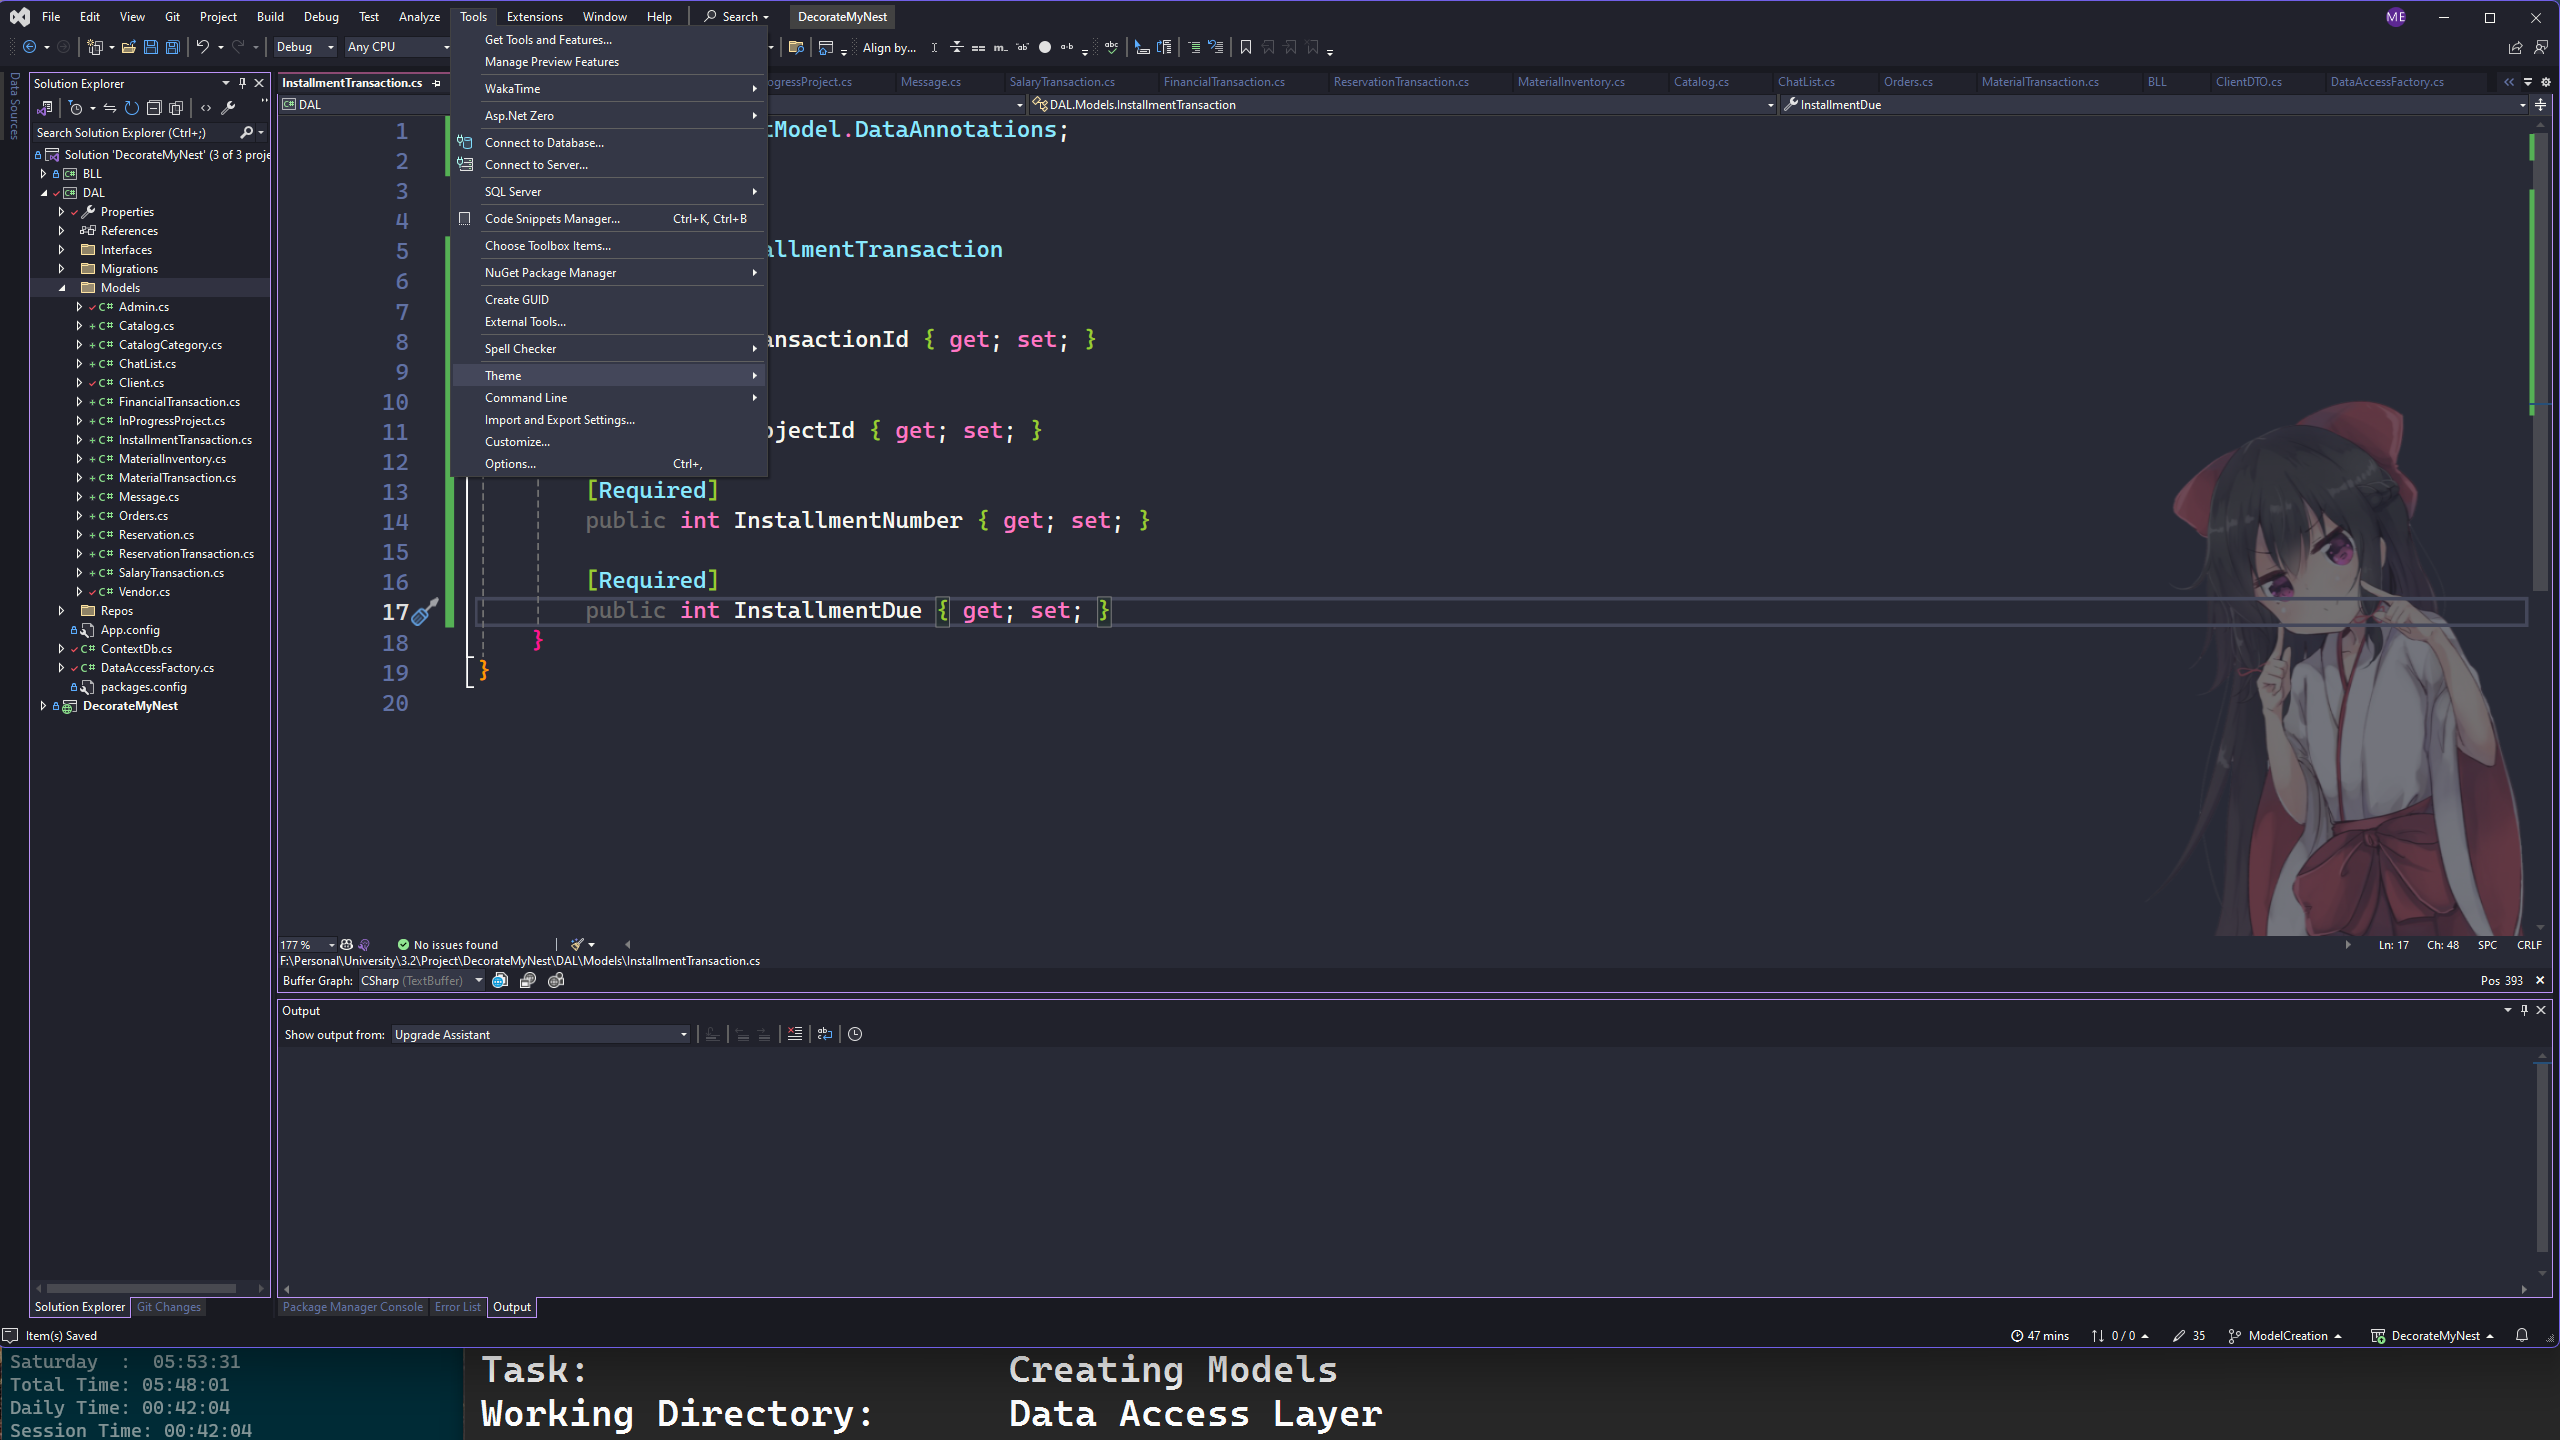 File Edit View Git Project Build Debug Test Analyze Tools Extensions Window Help Search DecorateMyNest ME
Debug Any CPU Align by...
Get Tools and Features...
Manage Preview Features
WakaTime
Asp.Net Zero
Connect to Database...
Connect to Server...
SQL Server
Code Snippets Manager... Ctrl+K, Ctrl+B
Choose Toolbox Items...
NuGet Package Manager
Create GUID
External Tools...
Spell Checker
Theme
Command Line
Import and Export Settings...
Customize...
Options... Ctrl+,
Data Sources
Solution Explorer
Search Solution Explorer (Ctrl+;)
Solution 'DecorateMyNest' (3 of 3 proje
BLL
DAL
Properties
References
Interfaces
Migrations
Models
C# Admin.cs
C# Catalog.cs
C# CatalogCategory.cs
C# ChatList.cs
C# Client.cs
C# FinancialTransaction.cs
C# InProgressProject.cs
C# InstallmentTransaction.cs
C# MaterialInventory.cs
C# MaterialTransaction.cs
C# Message.cs
C# Orders.cs
C# Reservation.cs
C# ReservationTransaction.cs
C# SalaryTransaction.cs
C# Vendor.cs
Repos
App.config
C# ContextDb.cs
C# DataAccessFactory.cs
packages.config
DecorateMyNest
Solution Explorer Git Changes
InstallmentTransaction.cs ogressProject.cs Message.cs SalaryTransaction.cs FinancialTransaction.cs ReservationTransaction.cs MaterialInventory.cs Catalog.cs ChatList.cs Orders.cs MaterialTransaction.cs BLL ClientDTO.cs DataAccessFactory.cs
DAL DAL.Models.InstallmentTransaction InstallmentDue
1 tModel.DataAnnotations;
2
3
4
5 allmentTransaction
6
7
8 ansactionId { get; set; }
9
10
11 ojectId { get; set; }
12
13 [Required]
14 public int InstallmentNumber { get; set; }
15
16 [Required]
17 public int InstallmentDue { get; set; }
18 }
19 }
20
177 % No issues found Ln: 17 Ch: 48 SPC CRLF
F:\Personal\University\3.2\Project\DecorateMyNest\DAL\Models\InstallmentTransaction.cs
Buffer Graph: CSharp (TextBuffer) Pos 393
Output
Show output from: Upgrade Assistant
Package Manager Console Error List Output
Item(s) Saved 47 mins 0 / 0 35 ModelCreation DecorateMyNest
Saturday : 05:53:31
Total Time: 05:48:01
Daily Time: 00:42:04
Session Time: 00:42:04
Task: Creating Models
Working Directory: Data Access Layer